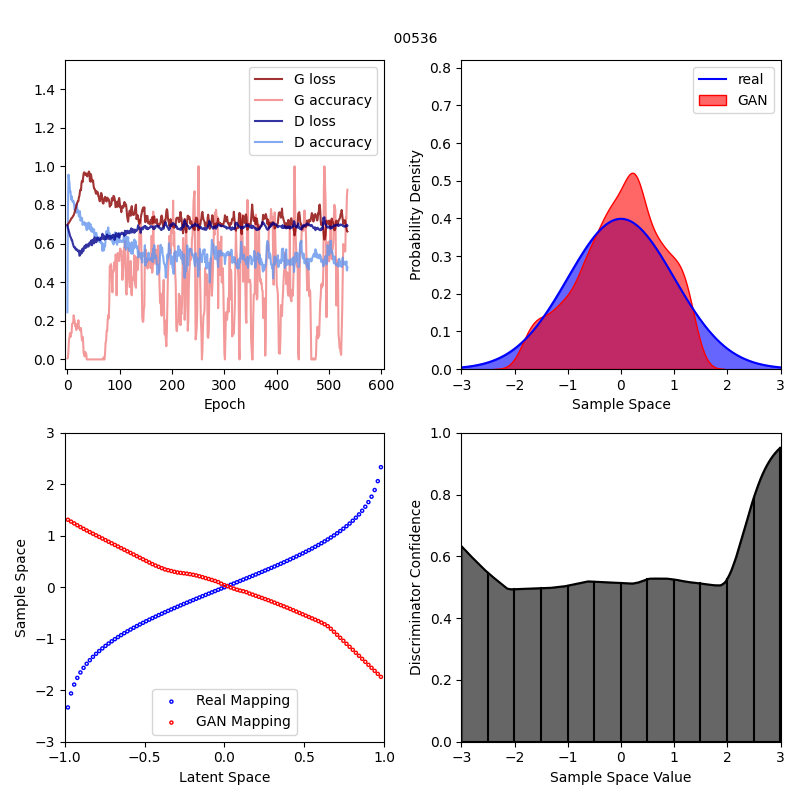 00536
G loss
G accuracy
D loss
D accuracy
1.4
1.2
1.0
0.8
0.6
0.4
0.2
0.0
0 100 200 300 400 500 600
Epoch
real
GAN
Probability Density
0.8
0.7
0.6
0.5
0.4
0.3
0.2
0.1
0.0
−3 −2 −1 0 1 2 3
Sample Space
Sample Space
3
2
1
0
−1
−2
−3
Real Mapping
GAN Mapping
−1.0 −0.5 0.0 0.5 1.0
Latent Space
Discriminator Confidence
1.0
0.8
0.6
0.4
0.2
0.0
−3 −2 −1 0 1 2 3
Sample Space Value